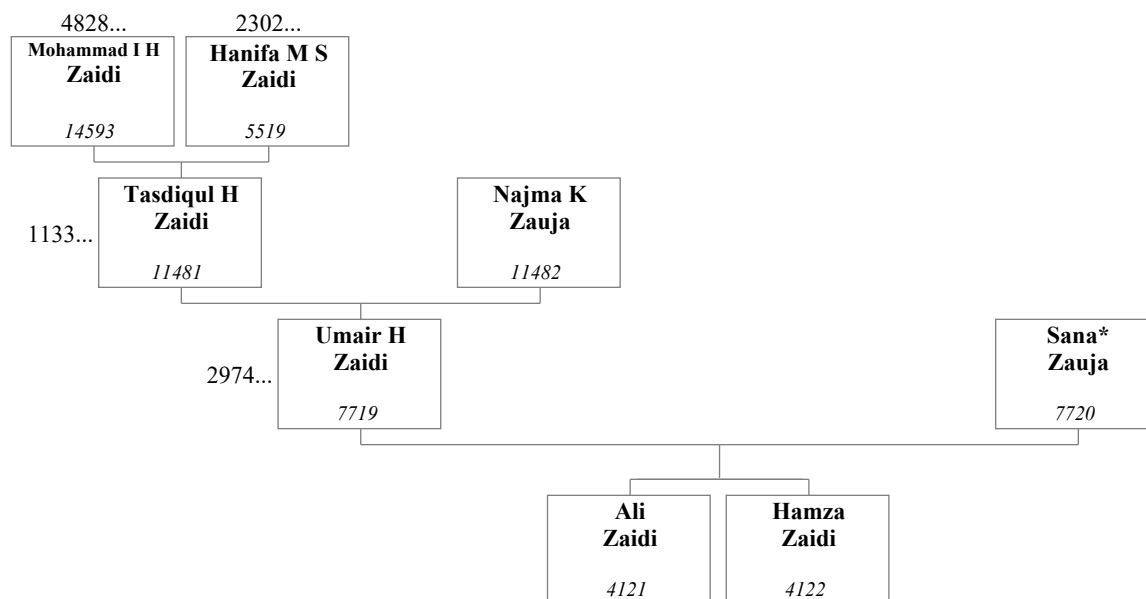 4828...
2302...
Mohammad I H
Zaidi
14593
Hanifa M S
Zaidi
5519
1133...
Tasdiqul H
Zaidi
11481
Najma K
Zauja
11482
2974...
Umair H
Zaidi
7719
Sana*
Zauja
7720
Ali
Zaidi
4121
Hamza
Zaidi
4122